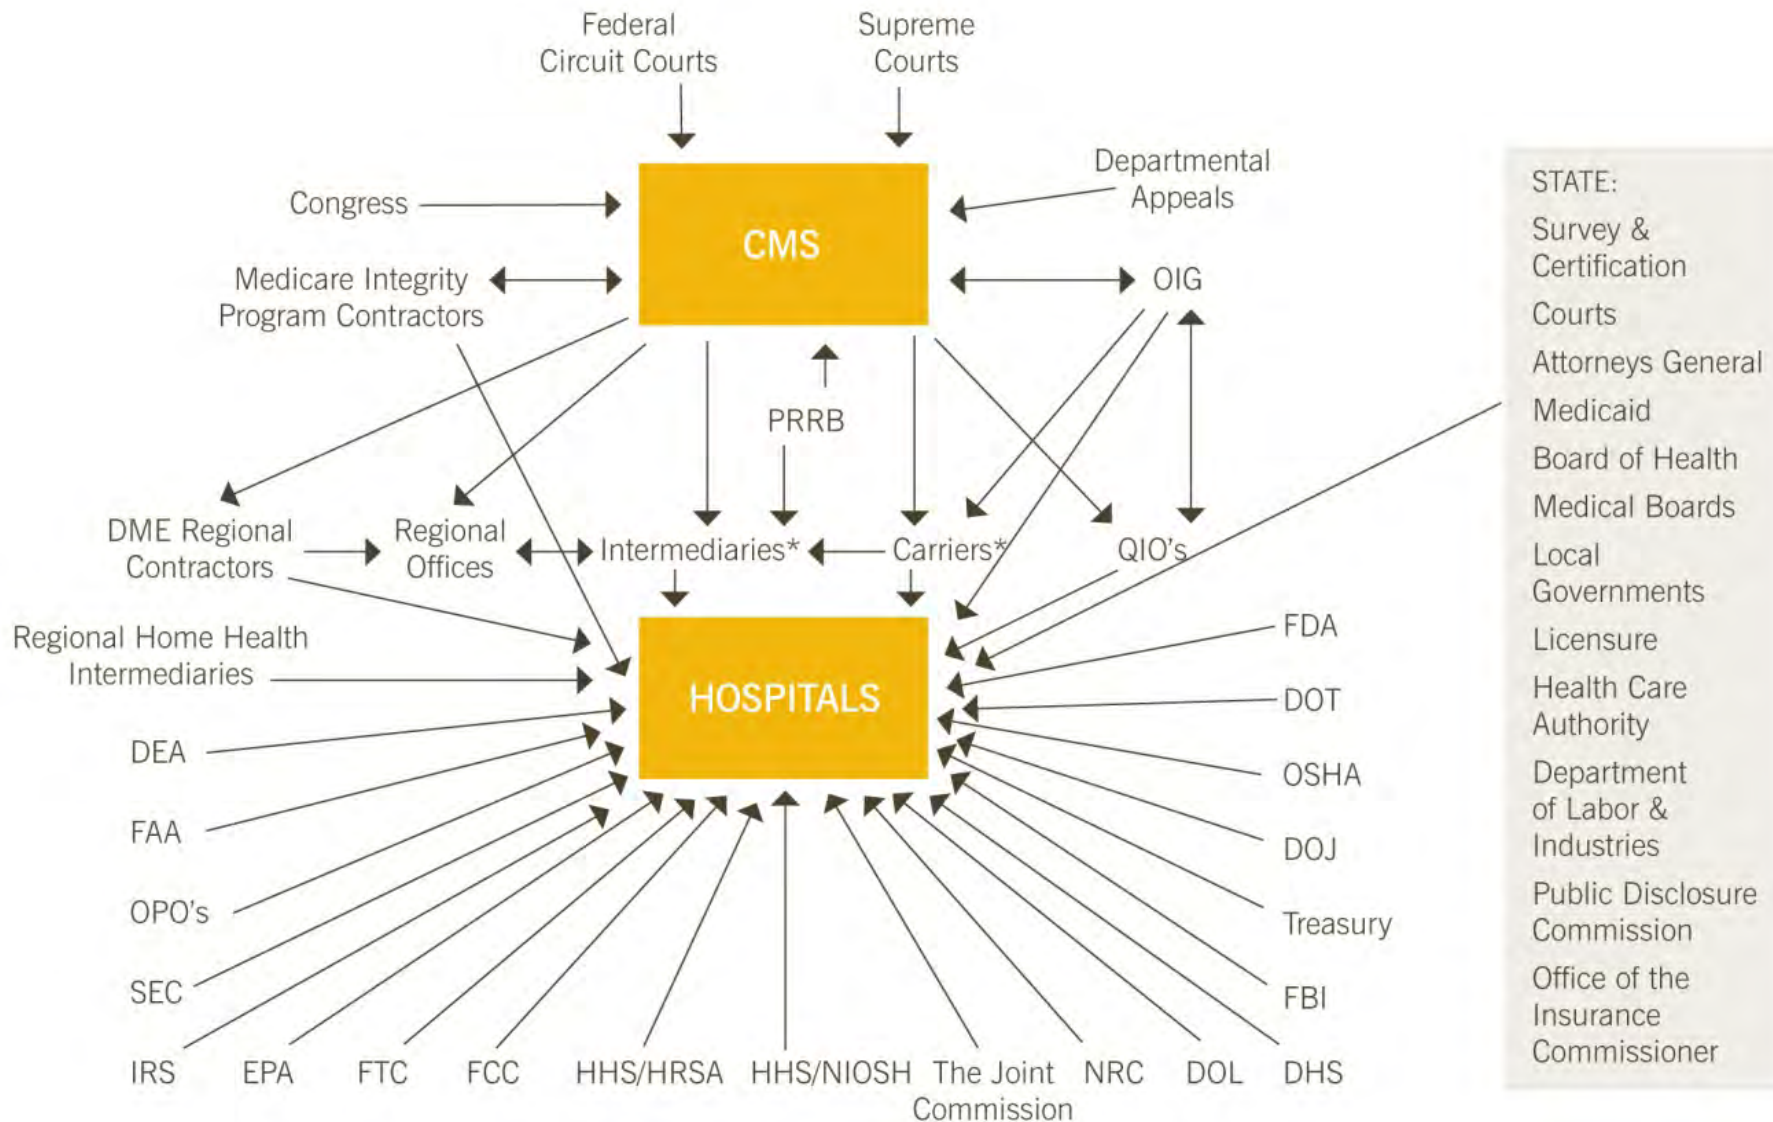 Federal
Circuit Courts
Supreme
Courts
Departmental
Appeals
Congress
CMS
Medicare Integrity
Program Contractors
OIG
PRRB
DME Regional
Contractors
Regional
Offices
Intermediaries*
Carriers*
QIO's
Regional Home Health
Intermediaries
HOSPITALS
FDA
DOT
DEA
OSHA
FAA
DOJ
OPO's
Treasury
SEC
FBI
IRS
EPA
FTC
FCC
HHS/HRSA
HHS/NIOSH
The Joint
Commission
NRC
DOL
DHS
STATE:
Survey &
Certification
Courts
Attorneys General
Medicaid
Board of Health
Medical Boards
Local
Governments
Licensure
Health Care
Authority
Department
of Labor &
Industries
Public Disclosure
Commission
Office of the
Insurance
Commissioner